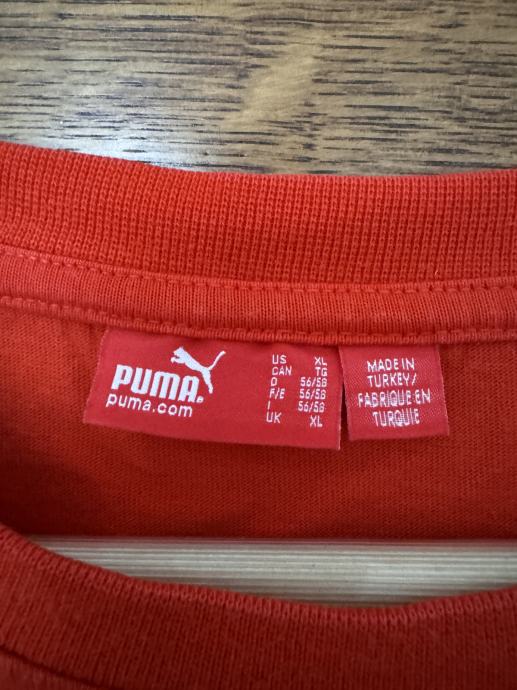 PUMA®
puma.com
US XL
CAN TG
D 56/58
F/E 56/58
I 56/58
UK XL
MADE IN
TURKEY/
FABRIQUE EN
TURQUIE